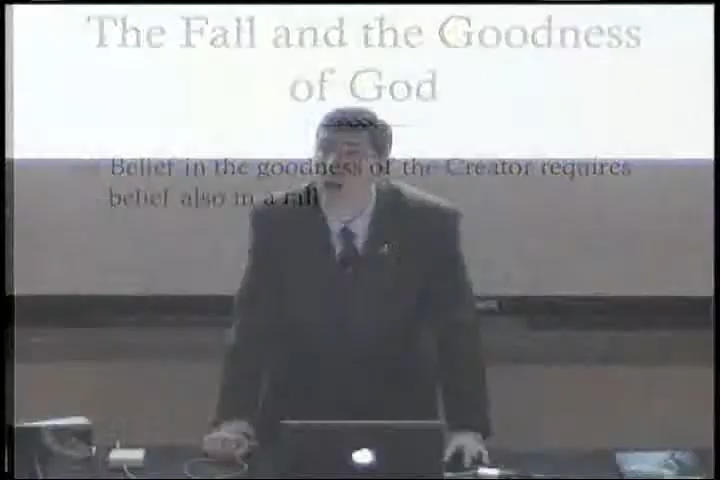 The Fall and the Goodness
of God
Belief in the goodness of the Creator requires
belief also in a fall